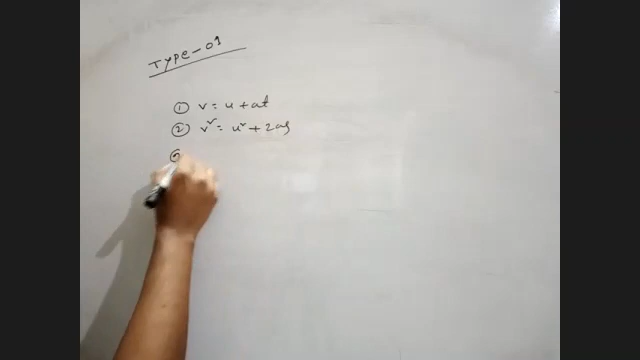 Type-01
① v = u + at
② v² = u² + 2as